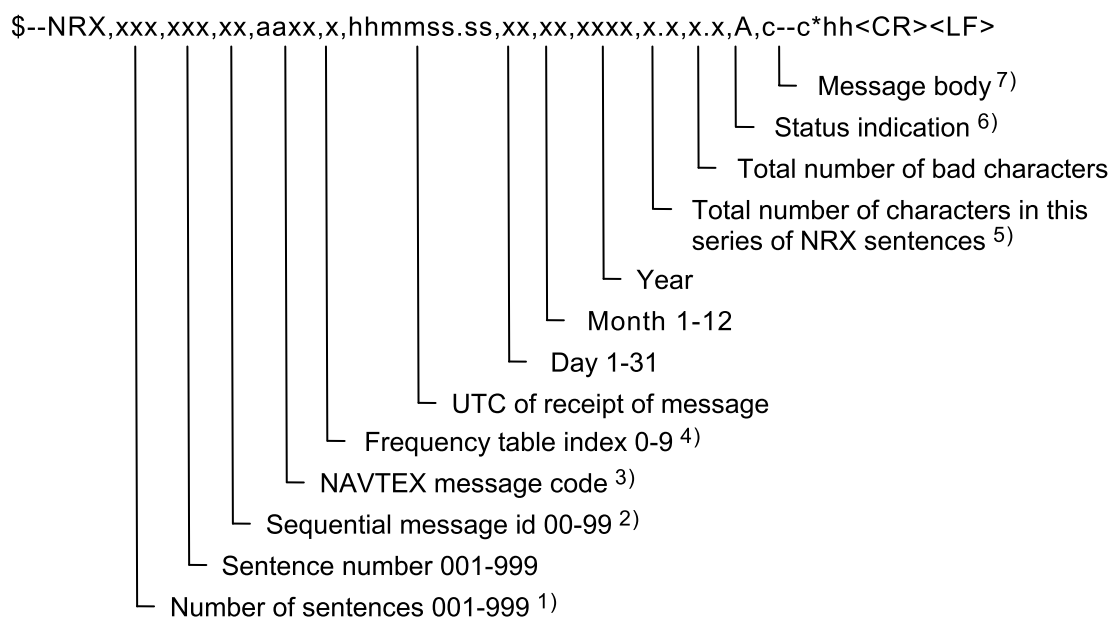 $--NRX,xxx,xxx,xx,aaxx,x,hhmmss.ss,xx,xx,xxxx,x.x,x.x,A,c--c*hh<CR><LF>
Message body 7)
Status indication 6)
Total number of bad characters
Total number of characters in this
series of NRX sentences 5)
Year
Month 1-12
Day 1-31
UTC of receipt of message
Frequency table index 0-9 4)
NAVTEX message code 3)
Sequential message id 00-99 2)
Sentence number 001-999
Number of sentences 001-999 1)